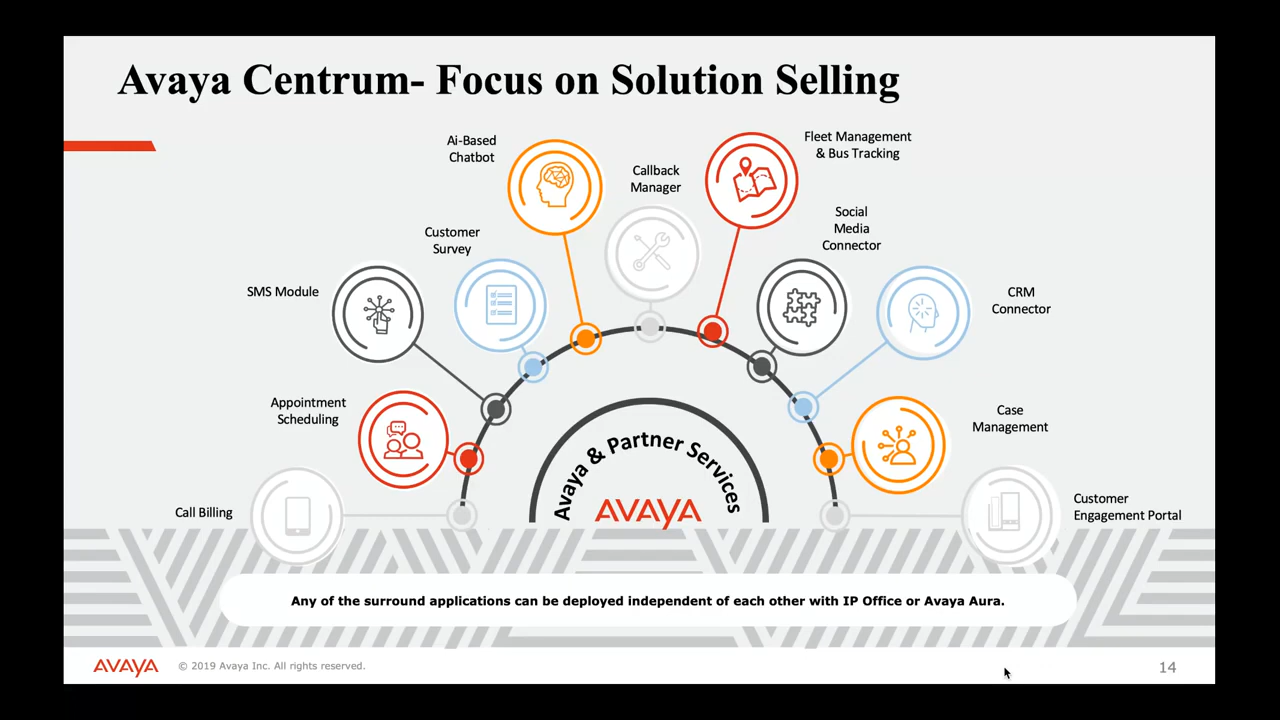 Avaya Centrum- Focus on Solution Selling
Ai-Based
Chatbot
Fleet Management
& Bus Tracking
Callback
Manager
Customer
Survey
Social
Media
Connector
SMS Module
CRM
Connector
Appointment
Scheduling
Case
Management
Avaya & Partner Services
AVAYA
Call Billing
Customer
Engagement Portal
Any of the surround applications can be deployed independent of each other with IP Office or Avaya Aura.
AVAYA
© 2019 Avaya Inc. All rights reserved.
14